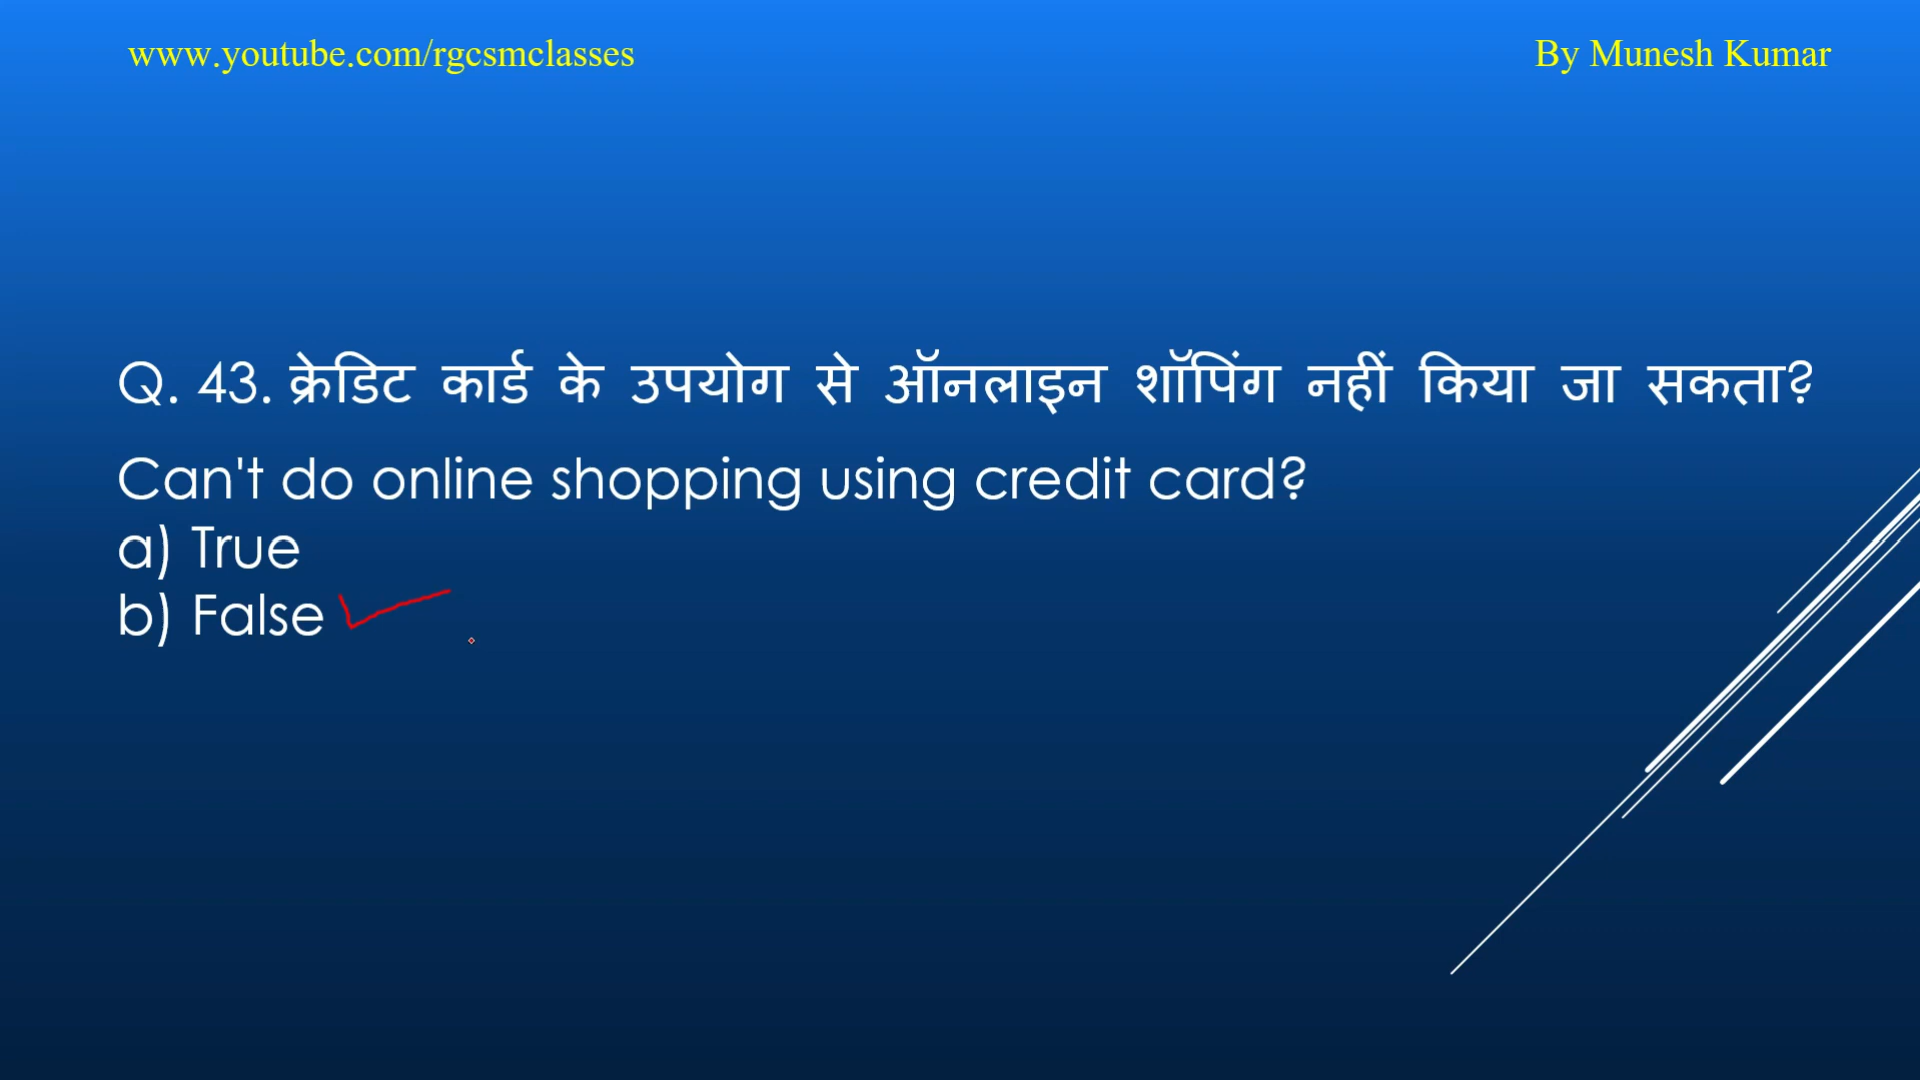 www.youtube.com/rgcsmclasses
By Munesh Kumar
Q. 43. क्रेडिट कार्ड के उपयोग से ऑनलाइन शॉपिंग नहीं किया जा सकता?
Can't do online shopping using credit card?
a) True
b) False